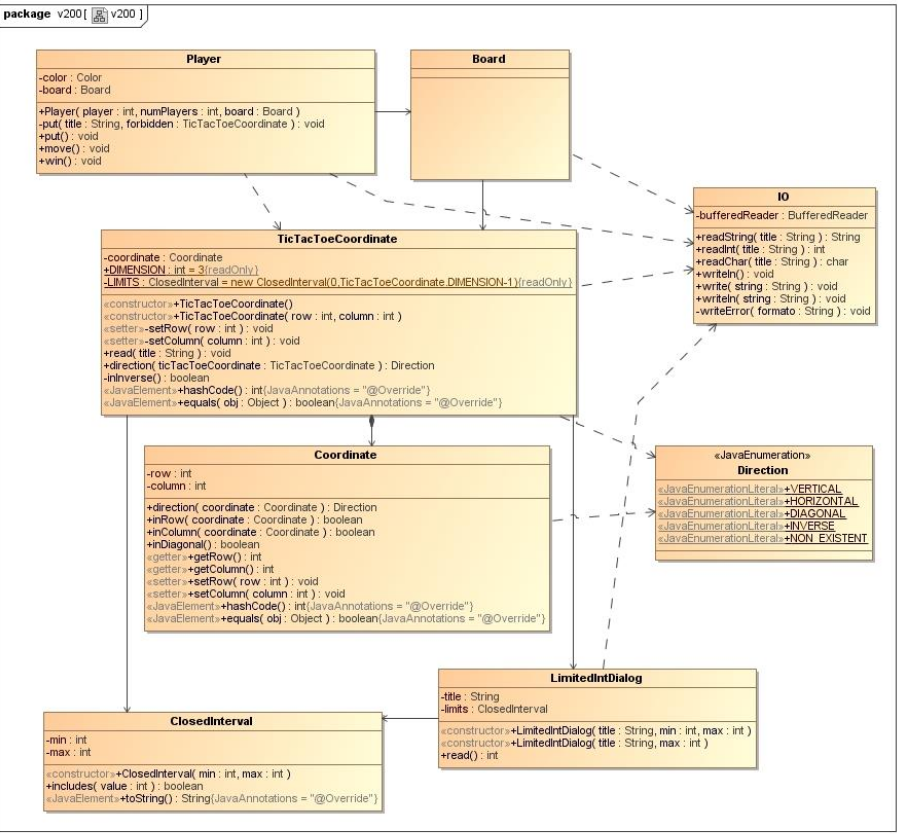 package v200 [ v200 ]
Player
-color : Color
-board : Board
+Player( player : int, numPlayers : int, board : Board )
-put( title : String, forbidden : TicTacToeCoordinate ) : void
+put() : void
+move() : void
+win() : void
Board
IO
-bufferedReader : BufferedReader
+readString( title : String ) : String
+readInt( title : String ) : int
+readChar( title : String ) : char
+writeln() : void
+write( string : String ) : void
+writeln( string : String ) : void
-writeError( formato : String ) : void
TicTacToeCoordinate
-coordinate : Coordinate
+DIMENSION : int = 3{readOnly}
-LIMITS : ClosedInterval = new ClosedInterval(0,TicTacToeCoordinate.DIMENSION-1){readOnly}
«constructor»+TicTacToeCoordinate()
«constructor»+TicTacToeCoordinate( row : int, column : int )
«setter»-setRow( row : int ) : void
«setter»-setColumn( column : int ) : void
+read( title : String ) : void
+direction( ticTacToeCoordinate : TicTacToeCoordinate ) : Direction
-inInverse() : boolean
«JavaElement»+hashCode() : int{JavaAnnotations = "@Override"}
«JavaElement»+equals( obj : Object ) : boolean{JavaAnnotations = "@Override"}
Coordinate
-row : int
-column : int
+direction( coordinate : Coordinate ) : Direction
+inRow( coordinate : Coordinate ) : boolean
+inColumn( coordinate : Coordinate ) : boolean
+inDiagonal() : boolean
«getter»+getRow() : int
«getter»+getColumn() : int
«setter»+setRow( row : int ) : void
«setter»+setColumn( column : int ) : void
«JavaElement»+hashCode() : int{JavaAnnotations = "@Override"}
«JavaElement»+equals( obj : Object ) : boolean{JavaAnnotations = "@Override"}
«JavaEnumeration»
Direction
«JavaEnumerationLiteral»+VERTICAL
«JavaEnumerationLiteral»+HORIZONTAL
«JavaEnumerationLiteral»+DIAGONAL
«JavaEnumerationLiteral»+INVERSE
«JavaEnumerationLiteral»+NON_EXISTENT
LimitedIntDialog
-title : String
-limits : ClosedInterval
«constructor»+LimitedIntDialog( title : String, min : int, max : int )
«constructor»+LimitedIntDialog( title : String, max : int )
+read() : int
ClosedInterval
-min : int
-max : int
«constructor»+ClosedInterval( min : int, max : int )
+includes( value : int ) : boolean
«JavaElement»+toString() : String{JavaAnnotations = "@Override"}